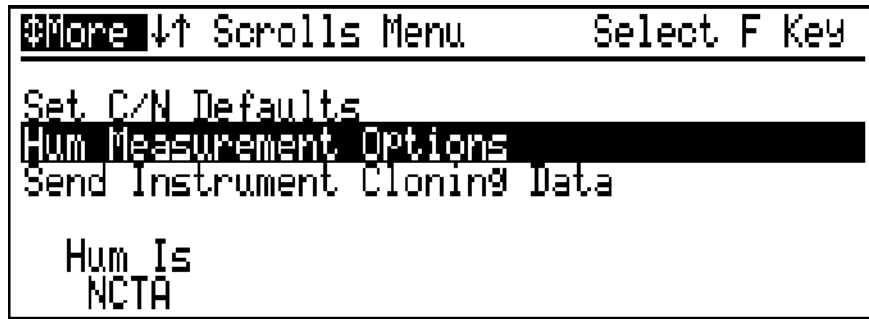 ⇕More ↓↑ Scrolls Menu Select F Key
Set C/N Defaults
Hum Measurement Options
Send Instrument Cloning Data
Hum Is
NCTA